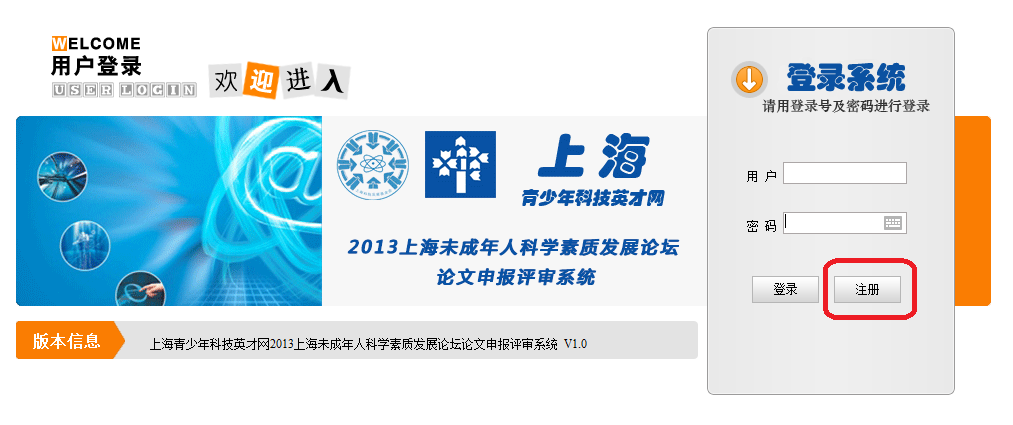 WELCOME
用户登录
USER LOGIN
欢迎进入
登录系统
请用登录号及密码进行登录
上海
青少年科技英才网
2013上海未成年人科学素质发展论坛
论文申报评审系统
用 户
密 码
登录
注册
版本信息
上海青少年科技英才网2013上海未成年人科学素质发展论坛论文申报评审系统 V1.0